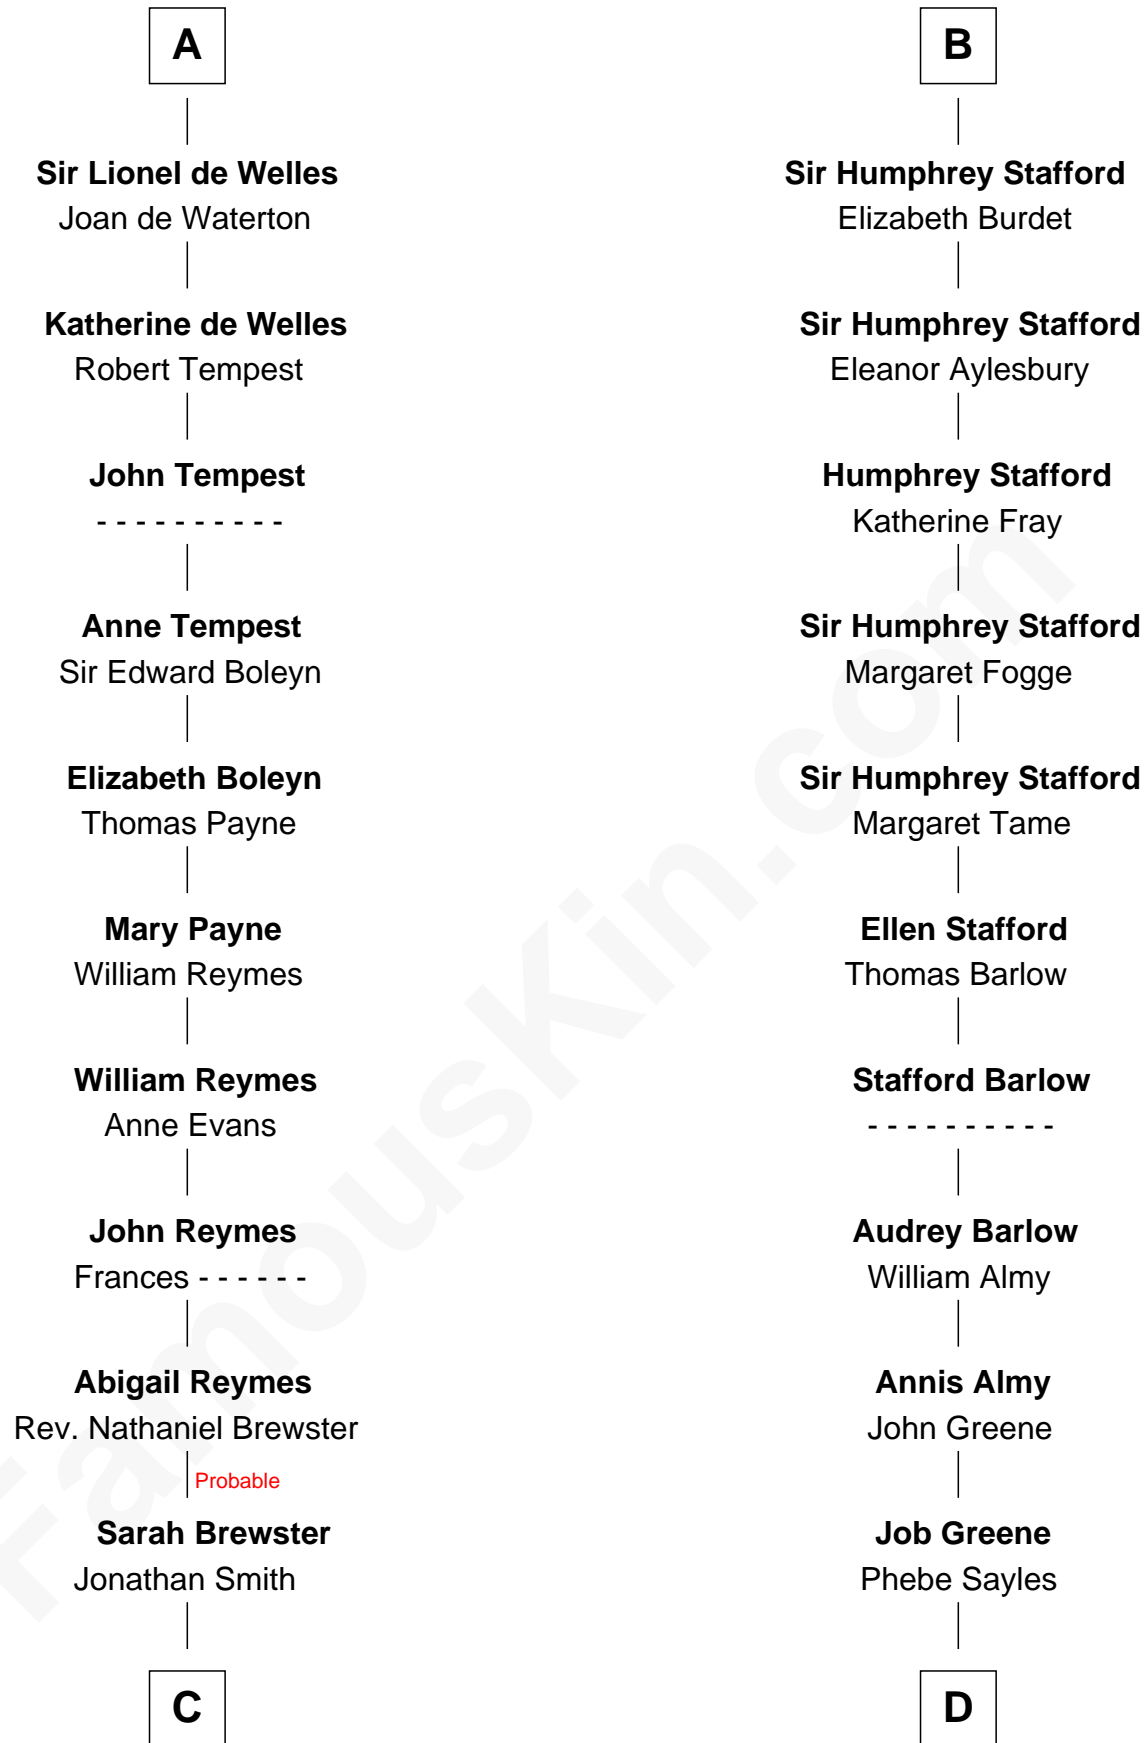 A
Sir Lionel de Welles
Joan de Waterton
Katherine de Welles
Robert Tempest
John Tempest
- - - - - - - - - -
Anne Tempest
Sir Edward Boleyn
Elizabeth Boleyn
Thomas Payne
Mary Payne
William Reymes
William Reymes
Anne Evans
John Reymes
Frances - - - - - -
Abigail Reymes
Rev. Nathaniel Brewster
Probable
Sarah Brewster
Jonathan Smith
C
B
Sir Humphrey Stafford
Elizabeth Burdet
Sir Humphrey Stafford
Eleanor Aylesbury
Humphrey Stafford
Katherine Fray
Sir Humphrey Stafford
Margaret Fogge
Sir Humphrey Stafford
Margaret Tame
Ellen Stafford
Thomas Barlow
Stafford Barlow
- - - - - - - - - -
Audrey Barlow
William Almy
Annis Almy
John Greene
Job Greene
Phebe Sayles
D
FamousKin.com